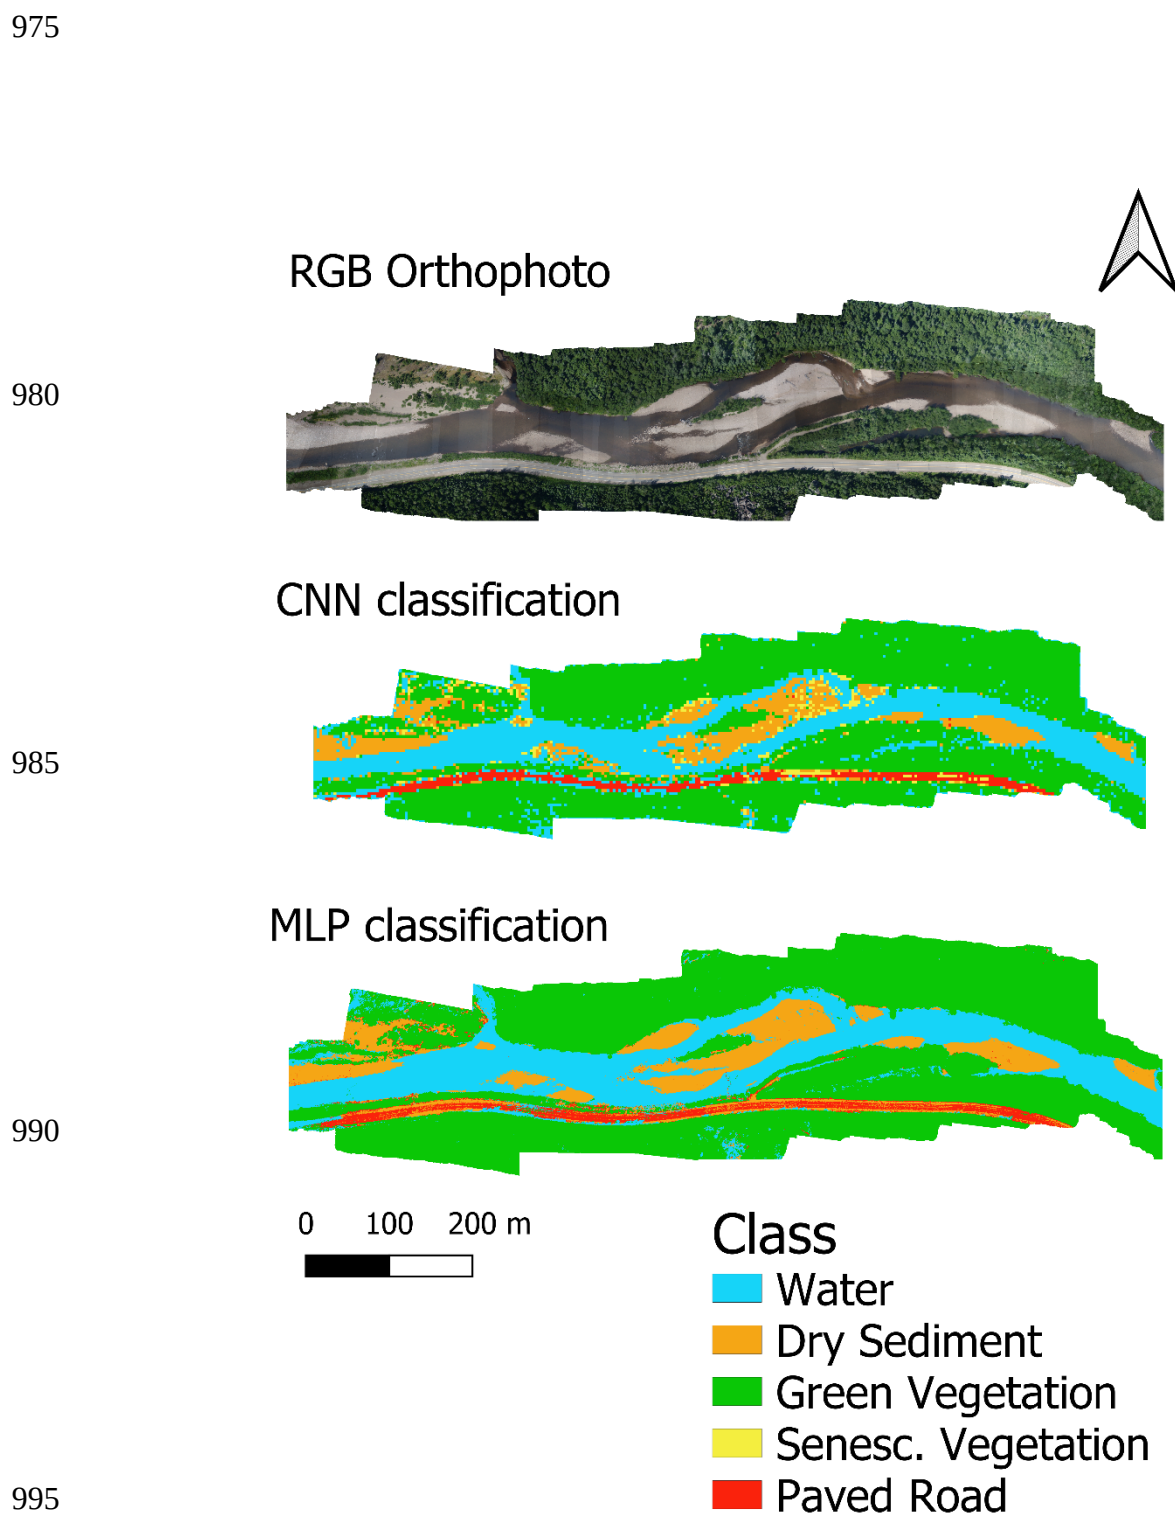 975
RGB Orthophoto
980
CNN classification
985
MLP classification
990
0 100 200 m
Class
Water
Dry Sediment
Green Vegetation
Senesc. Vegetation
Paved Road
995